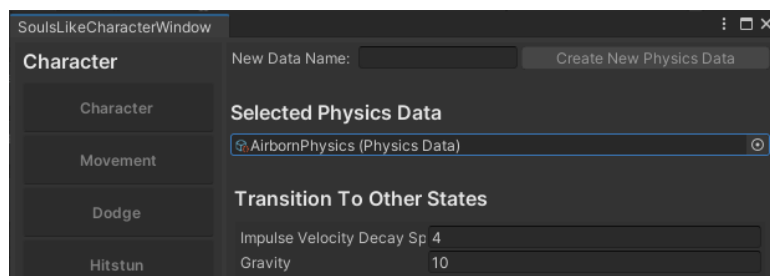 SoulsLikeCharacterWindow
Character
Character
Movement
Dodge
Hitstun
New Data Name:
Create New Physics Data
Selected Physics Data
AirbornPhysics (Physics Data)
Transition To Other States
Impulse Velocity Decay Sp 4
Gravity 10